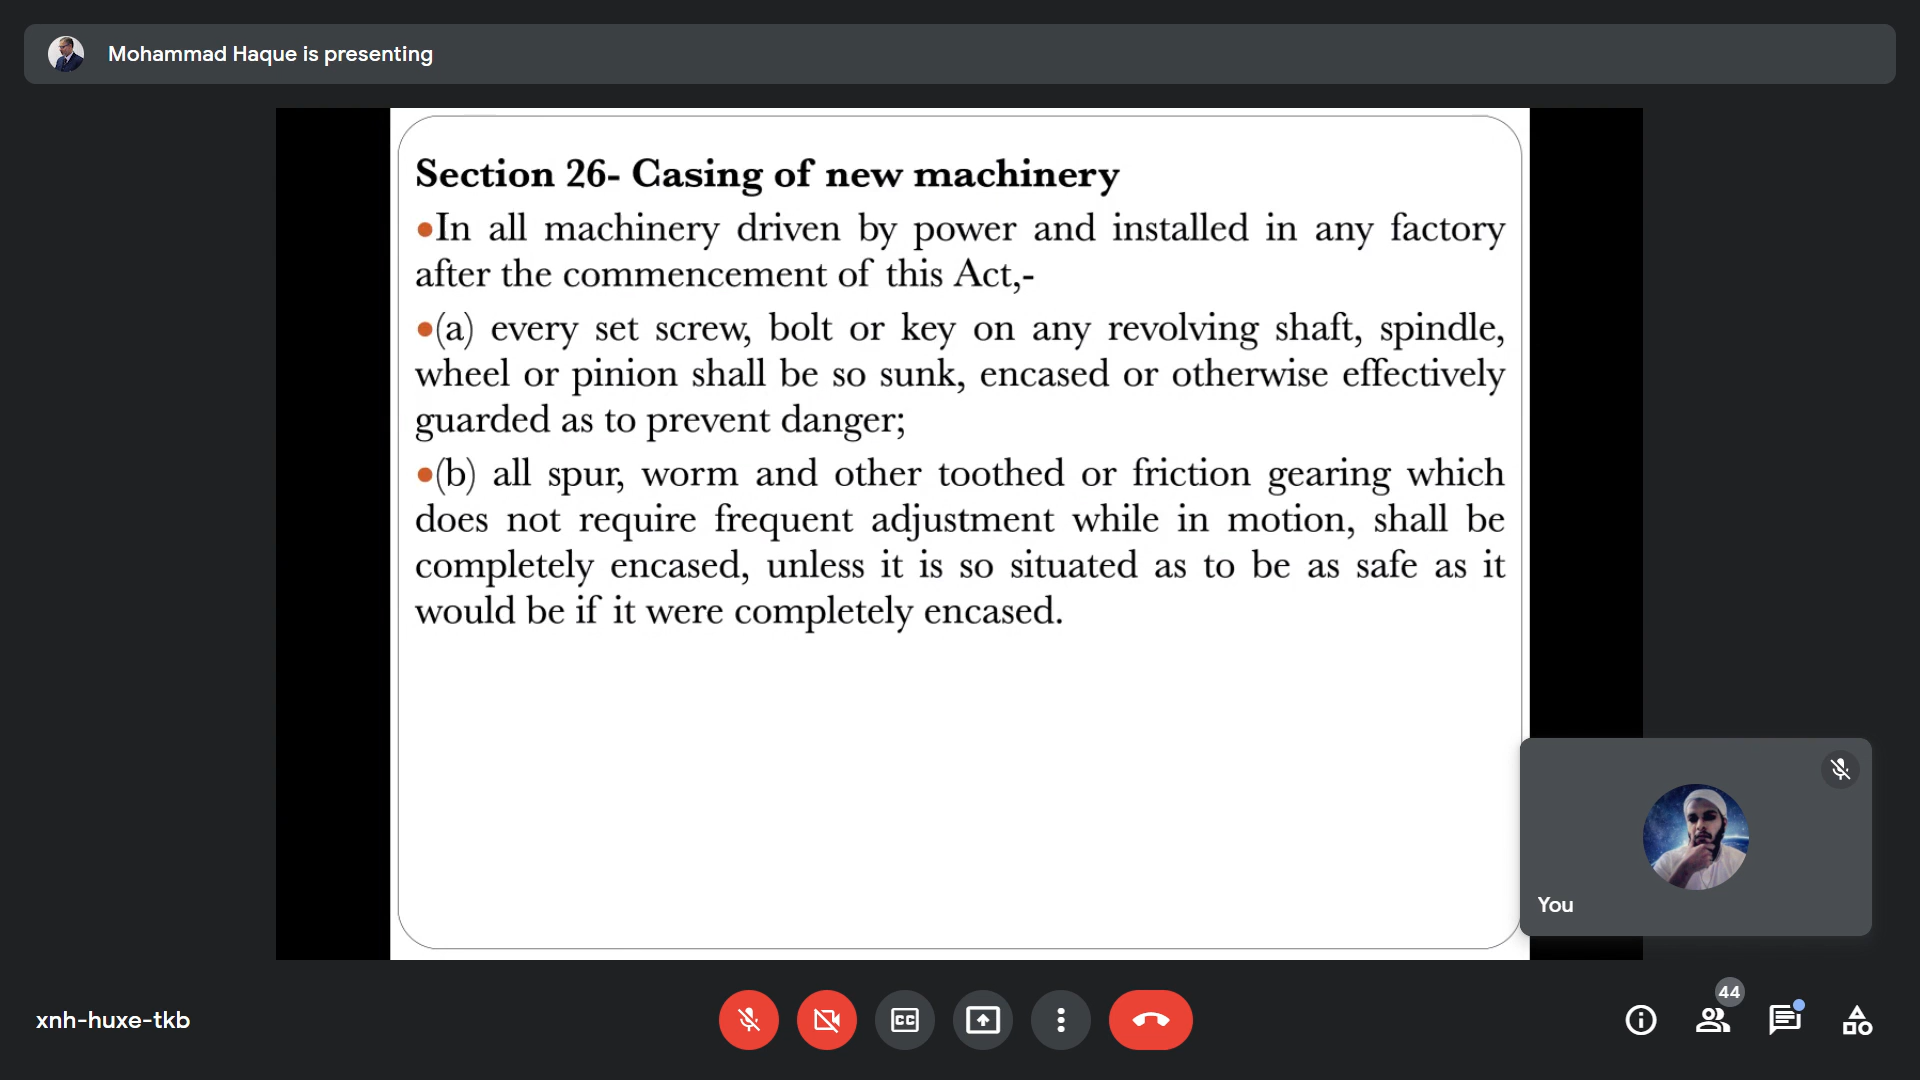 Mohammad Haque is presenting
Section 26- Casing of new machinery
•In all machinery driven by power and installed in any factory
after the commencement of this Act,-
•(a) every set screw, bolt or key on any revolving shaft, spindle,
wheel or pinion shall be so sunk, encased or otherwise effectively
guarded as to prevent danger;
•(b) all spur, worm and other toothed or friction gearing which
does not require frequent adjustment while in motion, shall be
completely encased, unless it is so situated as to be as safe as it
would be if it were completely encased.
You
xnh-huxe-tkb
CC
44